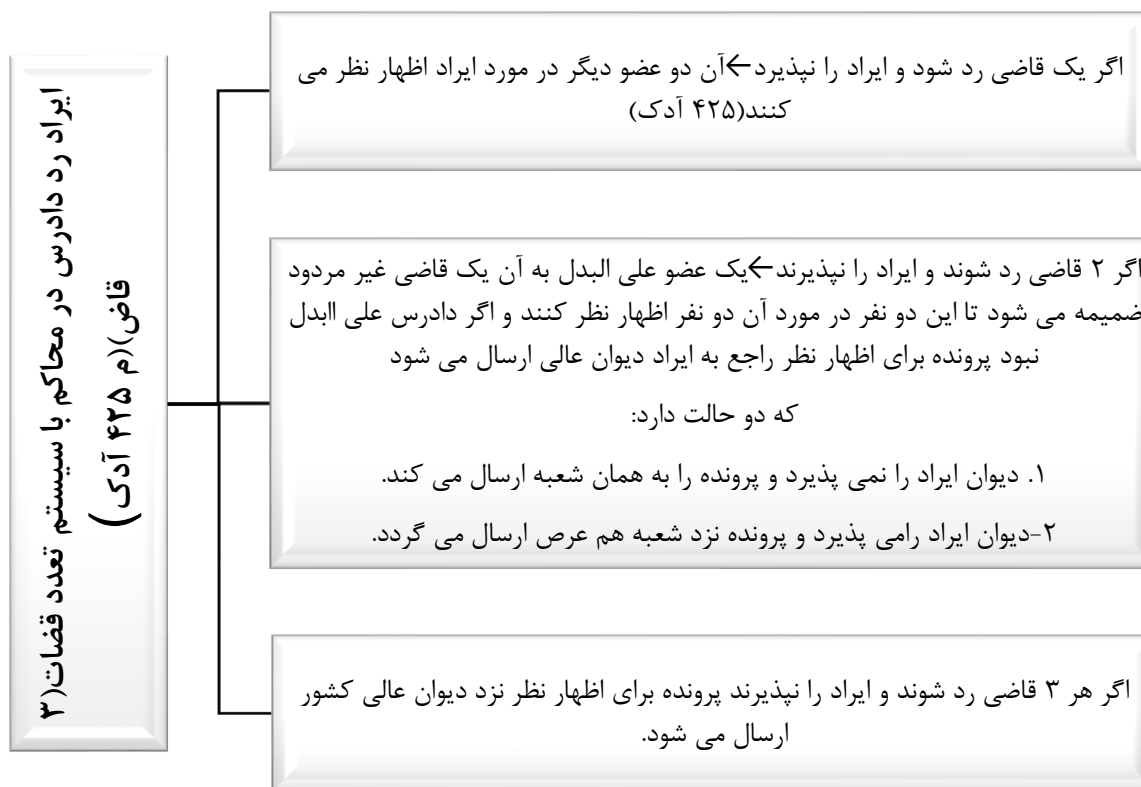 ایراد رد دادرس در محاکم با سیستم تعدد قضات(۳
قاض)(م ۴۲۵ آدک)
اگر یک قاضی رد شود و ایراد را نپذیرد←آن دو عضو دیگر در مورد ایراد اظهار نظر می
کنند(۴۲۵ آدک)
اگر ۲ قاضی رد شوند و ایراد را نپذیرند←یک عضو علی البدل به آن یک قاضی غیر مردود
ضمیمه می شود تا این دو نفر در مورد آن دو نفر اظهار نظر کنند و اگر دادرس علی اابدل
نبود پرونده برای اظهار نظر راجع به ایراد دیوان عالی ارسال می شود
که دو حالت دارد:
۱. دیوان ایراد را نمی پذیرد و پرونده را به همان شعبه ارسال می کند.
۲-دیوان ایراد رامی پذیرد و پرونده نزد شعبه هم عرص ارسال می گردد.
اگر هر ۳ قاضی رد شوند و ایراد را نپذیرند پرونده برای اظهار نظر نزد دیوان عالی کشور
ارسال می شود.